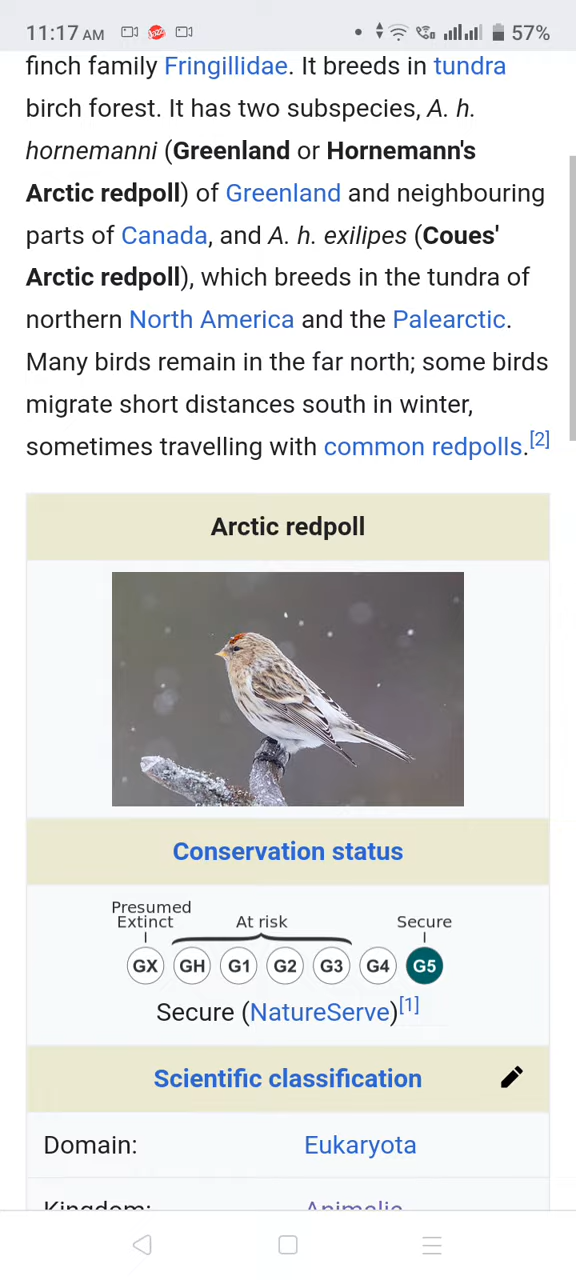 11:17 AM
57%
finch family Fringillidae. It breeds in tundra
birch forest. It has two subspecies, A. h.
hornemanni (Greenland or Hornemann's
Arctic redpoll) of Greenland and neighbouring
parts of Canada, and A. h. exilipes (Coues'
Arctic redpoll), which breeds in the tundra of
northern North America and the Palearctic.
Many birds remain in the far north; some birds
migrate short distances south in winter,
sometimes travelling with common redpolls.[2]
Arctic redpoll
Conservation status
Presumed
Extinct
At risk
Secure
GX GH G1 G2 G3 G4 G5
Secure (NatureServe)[1]
Scientific classification
Domain: Eukaryota
Kingdom: Animalia